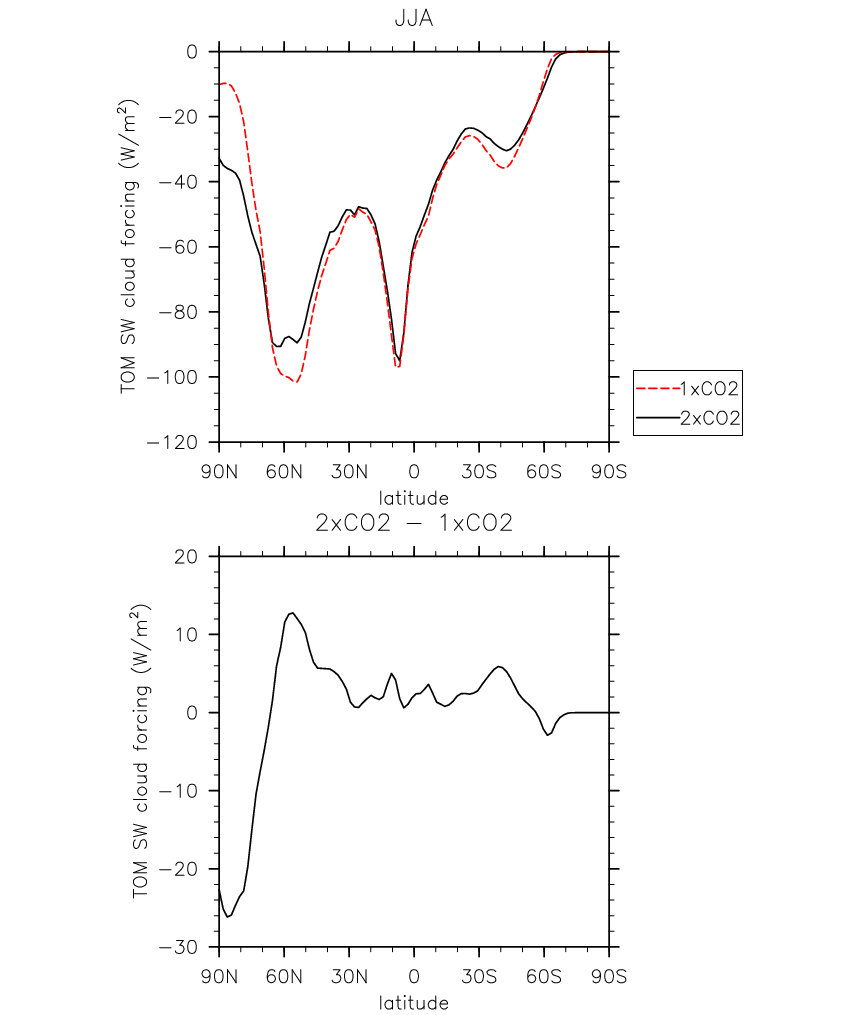 JJA
TOM SW cloud forcing (W/m²)
0
−20
−40
−60
−80
−100
−120
90N 60N 30N 0 30S 60S 90S
latitude
1xCO2
2xCO2
2xCO2 − 1xCO2
TOM SW cloud forcing (W/m²)
20
10
0
−10
−20
−30
90N 60N 30N 0 30S 60S 90S
latitude